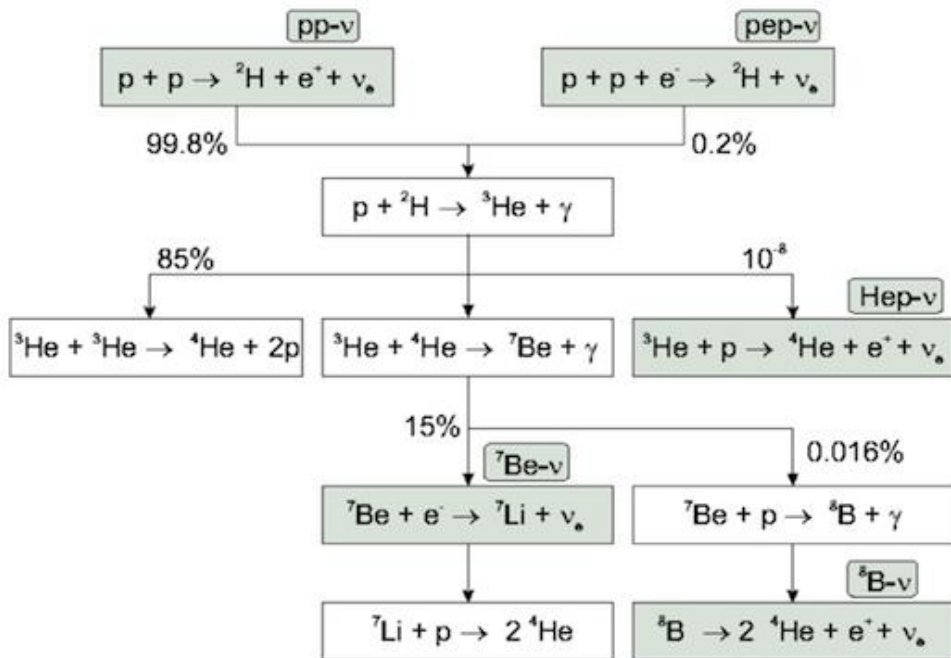 pp-ν
pep-ν
p + p → ²H + e⁺ + νₑ
p + p + e⁻ → ²H + νₑ
99.8%
0.2%
p + ²H → ³He + γ
85%
10⁻⁸
Hep-ν
³He + ³He → ⁴He + 2p
³He + ⁴He → ⁷Be + γ
³He + p → ⁴He + e⁺ + νₑ
15%
0.016%
⁷Be-ν
⁷Be + e⁻ → ⁷Li + νₑ
⁷Be + p → ⁸B + γ
⁸B-ν
⁷Li + p → 2 ⁴He
⁸B → 2 ⁴He + e⁺ + νₑ